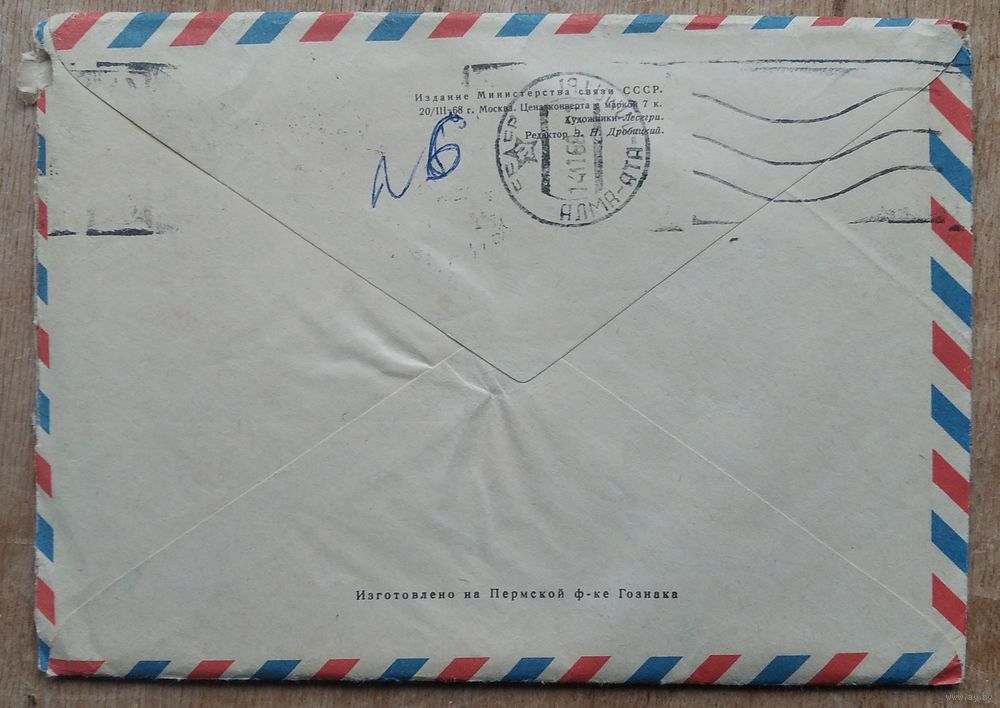 Издание Министерства связи СССР.
20/III-68 г. Москва. Цена конверта с маркой 7 к.
Художники Лесегри.
Редактор Э. Н. Дробицкий.
N 6
АЛМА-АТА
Изготовлено на Пермской ф-ке Гознака